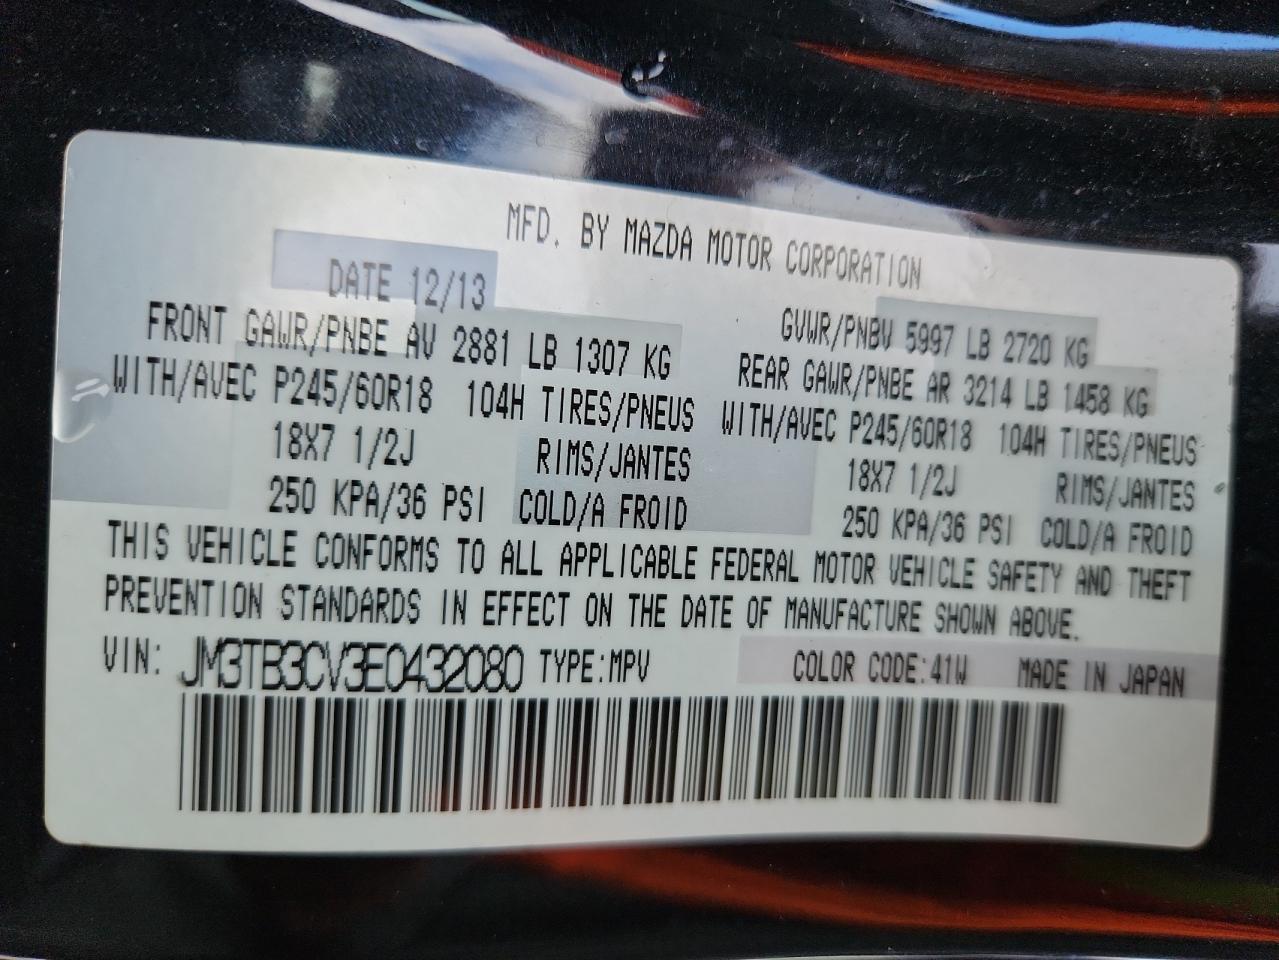 MFD. BY MAZDA MOTOR CORPORATION
DATE 12/13
GVWR/PNBV 5997 LB 2720 KG
FRONT GAWR/PNBE AV 2881 LB 1307 KG
REAR GAWR/PNBE AR 3214 LB 1458 KG
WITH/AVEC P245/60R18 104H TIRES/PNEUS
WITH/AVEC P245/60R18 104H TIRES/PNEUS
18X7 1/2J RIMS/JANTES
18X7 1/2J RIMS/JANTES
250 KPA/36 PSI COLD/A FROID
250 KPA/36 PSI COLD/A FROID
THIS VEHICLE CONFORMS TO ALL APPLICABLE FEDERAL MOTOR VEHICLE SAFETY AND THEFT
PREVENTION STANDARDS IN EFFECT ON THE DATE OF MANUFACTURE SHOWN ABOVE.
VIN: JM3TB3CV3E0432080 TYPE:MPV COLOR CODE:41W MADE IN JAPAN